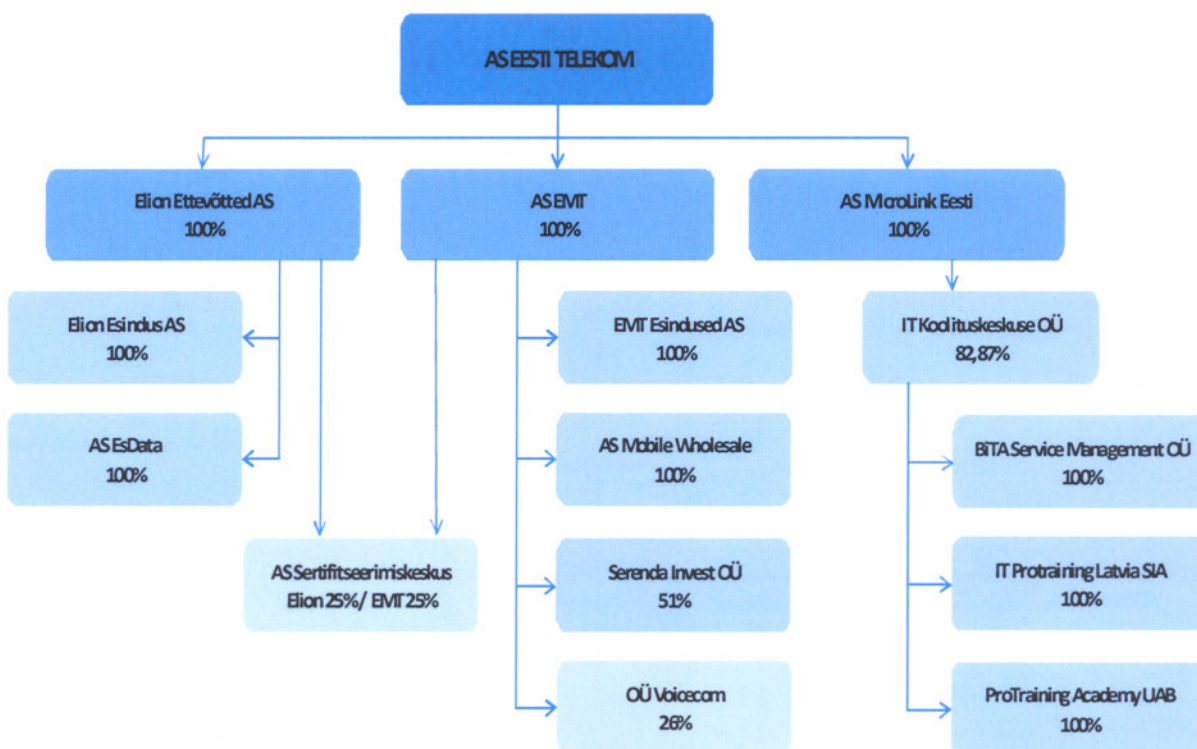 AS EESTI TELEKOM
Elion Ettevõtted AS
100%
AS EMT
100%
AS MicroLink Eesti
100%
Elion Esindus AS
100%
EMT Esindused AS
100%
IT Koolituskeskuse OÜ
82,87%
AS EsData
100%
AS Mobile Wholesale
100%
BiTA Service Management OÜ
100%
AS Sertifitseerimiskeskus
Elion 25% / EMT 25%
Serenda Invest OÜ
51%
IT Protraining Latvia SIA
100%
OÜ Voicecom
26%
ProTraining Academy UAB
100%